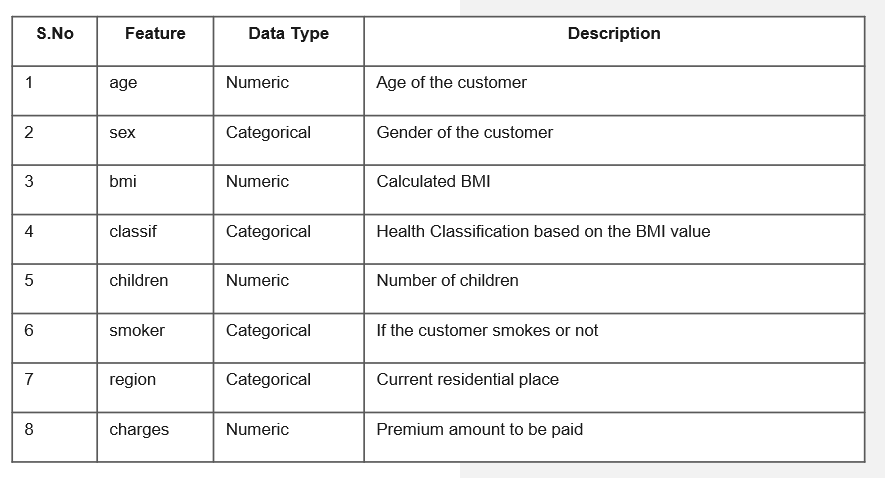 S.No Feature Data Type Description
1 age Numeric Age of the customer
2 sex Categorical Gender of the customer
3 bmi Numeric Calculated BMI
4 classif Categorical Health Classification based on the BMI value
5 children Numeric Number of children
6 smoker Categorical If the customer smokes or not
7 region Categorical Current residential place
8 charges Numeric Premium amount to be paid